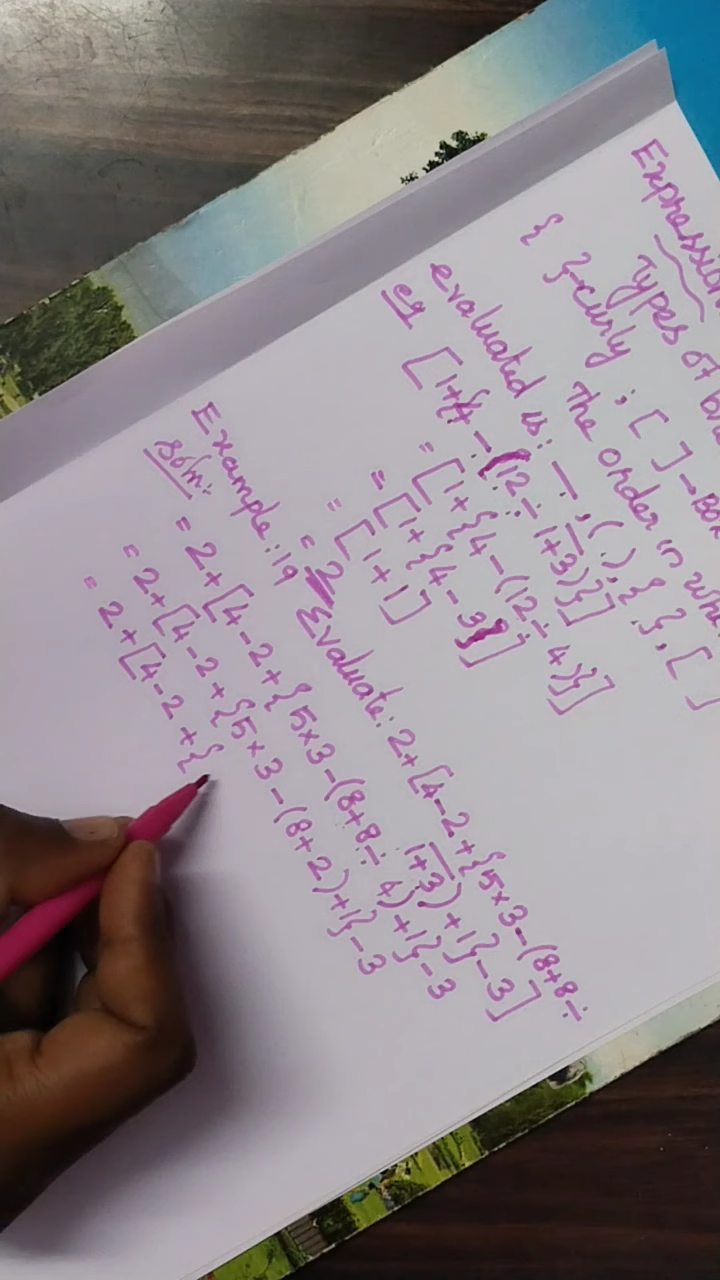 Expression
Types of
{ }→curly ; [ ]→Box
The order in
evaluated is : —, ( ), { }, [ ]
eg [1+{4-(12÷1+3)}]
= [1+{4-(12÷4)}]
= [1+{4-3}]
= [1+1]
= 2
Example:19 Evaluate: 2+[4-2+{5×3-(8+8÷
1+3)+1}-3]
Soln:
= 2+[4-2+{5×3-(8+8÷4)+1}-3
= 2+[4-2+{5×3-(8+2)+1}-3
= 2+[4-2+{